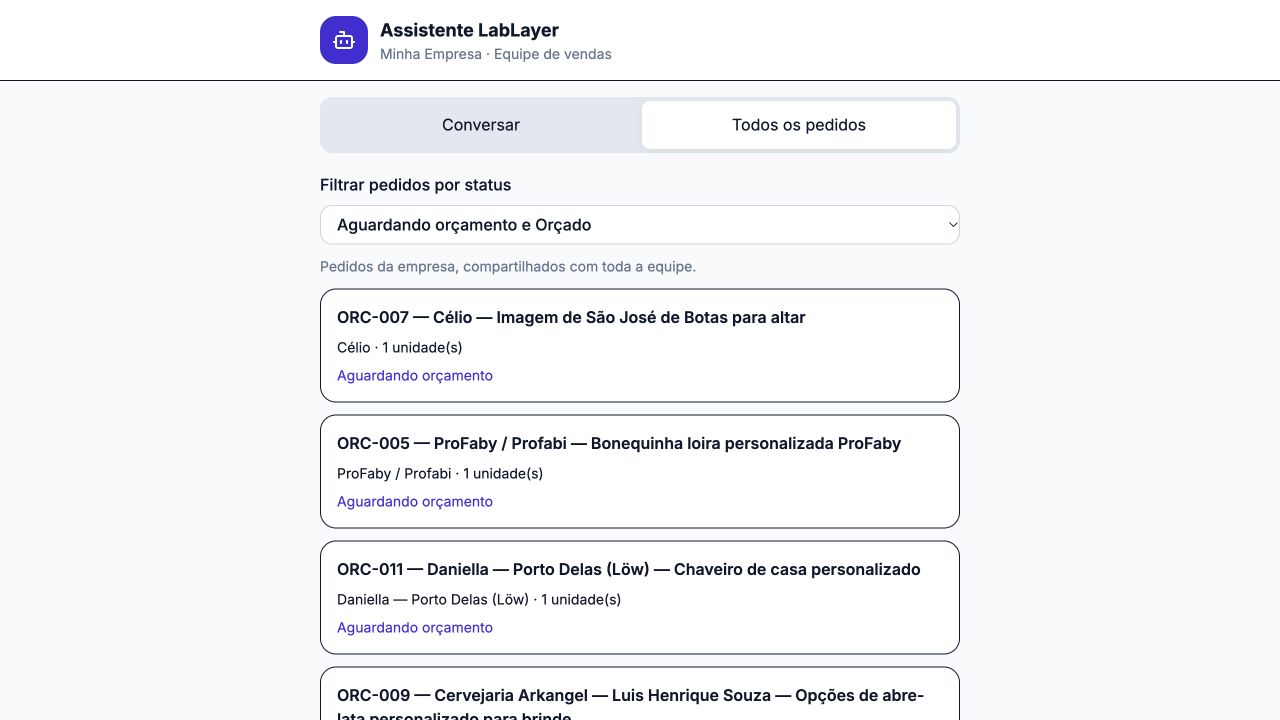 Assistente LabLayer
Minha Empresa · Equipe de vendas
Conversar
Todos os pedidos
Filtrar pedidos por status
Aguardando orçamento e Orçado
Pedidos da empresa, compartilhados com toda a equipe.
ORC-007 — Célio — Imagem de São José de Botas para altar
Célio · 1 unidade(s)
Aguardando orçamento
ORC-005 — ProFaby / Profabi — Bonequinha loira personalizada ProFaby
ProFaby / Profabi · 1 unidade(s)
Aguardando orçamento
ORC-011 — Daniella — Porto Delas (Löw) — Chaveiro de casa personalizado
Daniella — Porto Delas (Löw) · 1 unidade(s)
Aguardando orçamento
ORC-009 — Cervejaria Arkangel — Luis Henrique Souza — Opções de abre-
lata personalizado para brinde